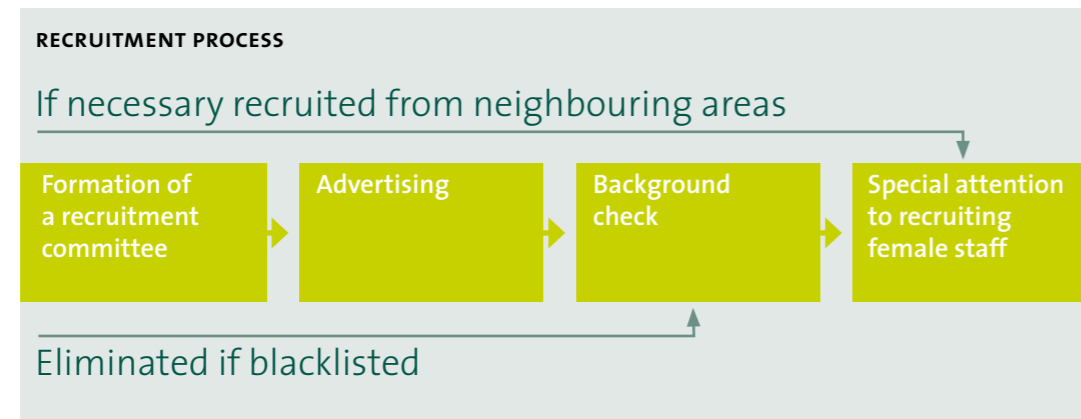 RECRUITMENT PROCESS
If necessary recruited from neighbouring areas
Formation of
a recruitment
committee
Advertising
Background
check
Special attention
to recruiting
female staff
Eliminated if blacklisted